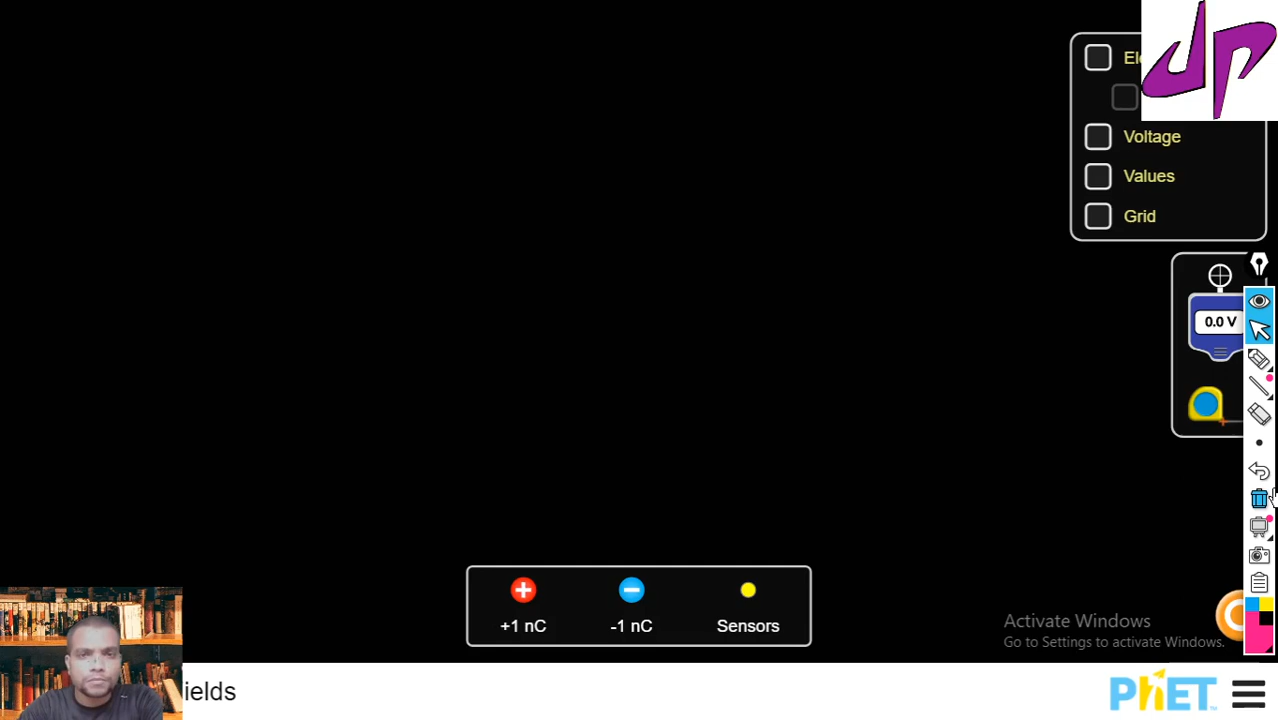 Voltage
Values
Grid
0.0 V
+1 nC
-1 nC
Sensors
Activate Windows
Go to Settings to activate Windows.
ields
PhET